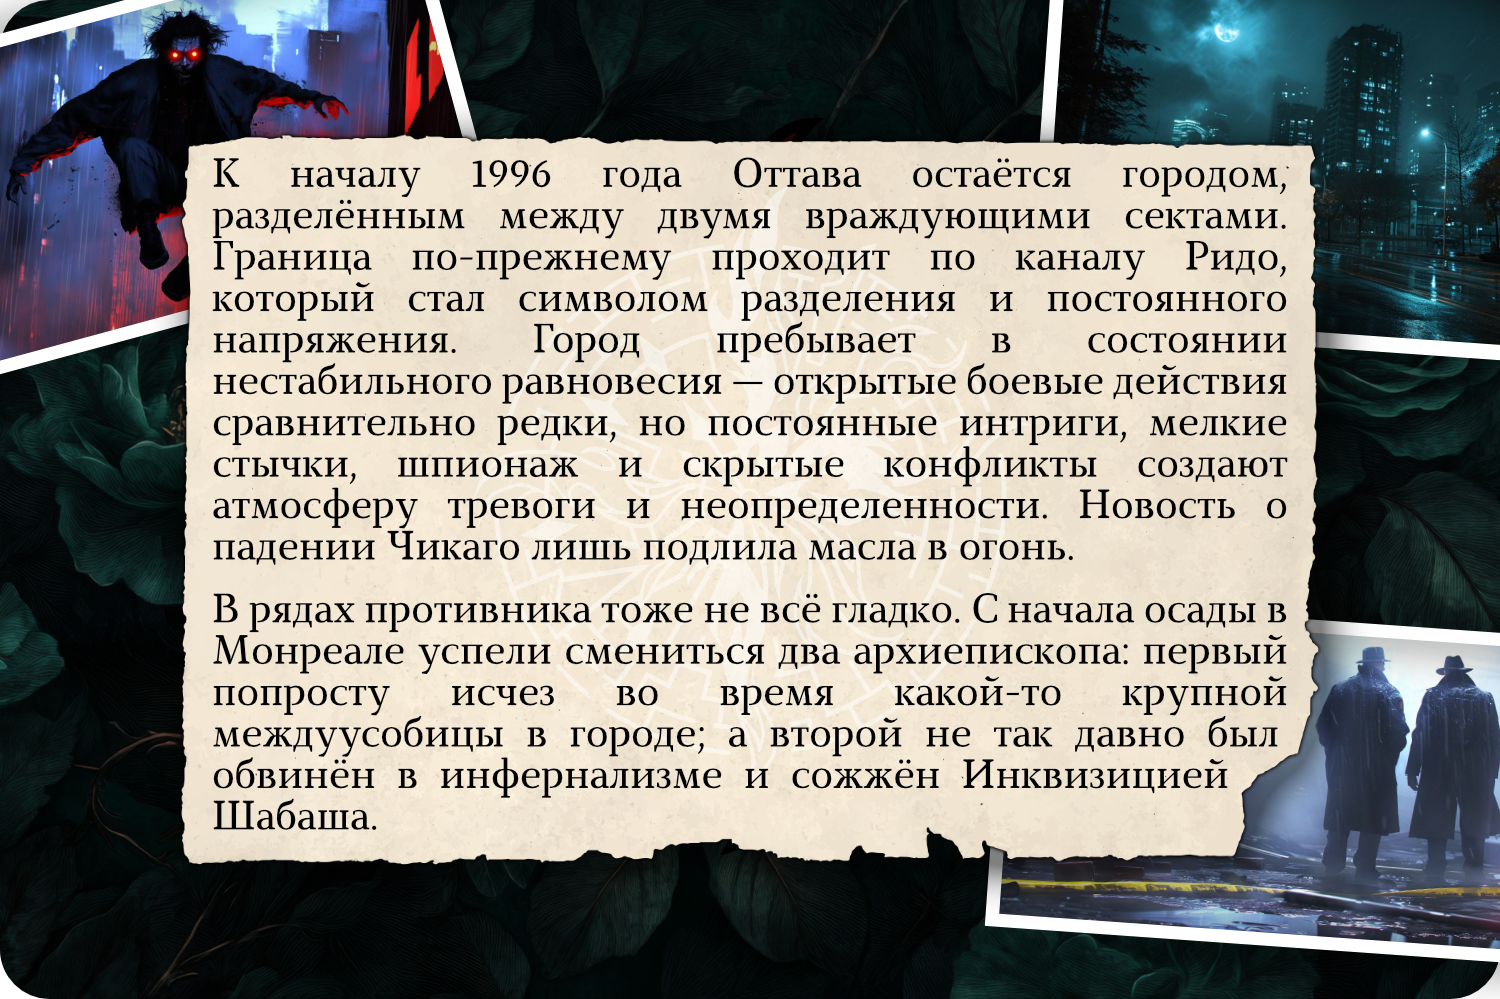 К началу 1996 года Оттава остаётся городом,
разделённым между двумя враждующими сектами.
Граница по-прежнему проходит по каналу Ридо,
который стал символом разделения и постоянного
напряжения. Город пребывает в состоянии
нестабильного равновесия — открытые боевые действия
сравнительно редки, но постоянные интриги, мелкие
стычки, шпионаж и скрытые конфликты создают
атмосферу тревоги и неопределенности. Новость о
падении Чикаго лишь подлила масла в огонь.
В рядах противника тоже не всё гладко. С начала осады в
Монреале успели смениться два архиепископа: первый
попросту исчез во время какой-то крупной
междуусобицы в городе; а второй не так давно был
обвинён в инфернализме и сожжён Инквизицией
Шабаша.